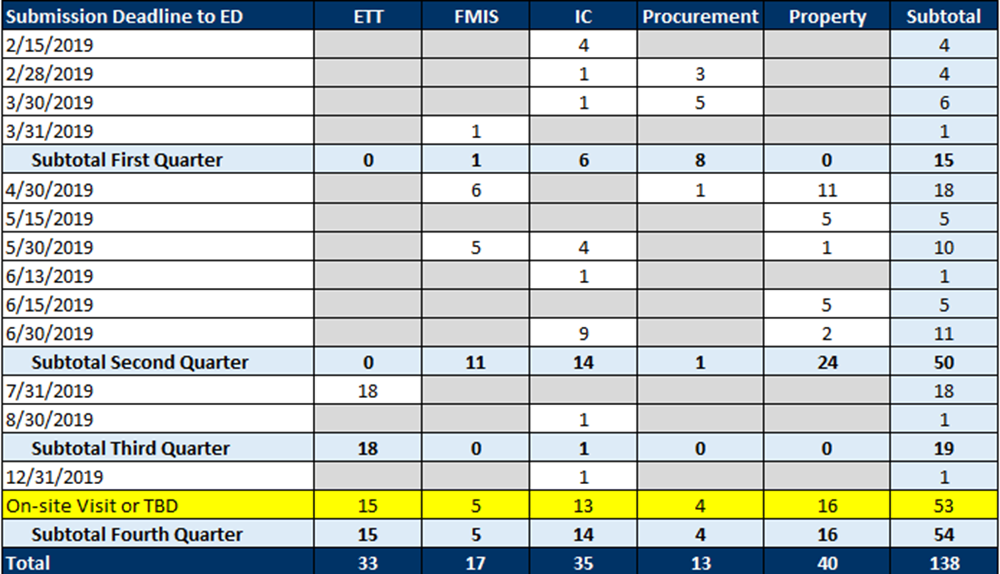 Submission Deadline to ED ETT FMIS IC Procurement Property Subtotal
2/15/2019 4 4
2/28/2019 1 3 4
3/30/2019 1 5 6
3/31/2019 1 1
Subtotal First Quarter 0 1 6 8 0 15
4/30/2019 6 1 11 18
5/15/2019 5 5
5/30/2019 5 4 1 10
6/13/2019 1 1
6/15/2019 5 5
6/30/2019 9 2 11
Subtotal Second Quarter 0 11 14 1 24 50
7/31/2019 18 18
8/30/2019 1 1
Subtotal Third Quarter 18 0 1 0 0 19
12/31/2019 1 1
On-site Visit or TBD 15 5 13 4 16 53
Subtotal Fourth Quarter 15 5 14 4 16 54
Total 33 17 35 13 40 138